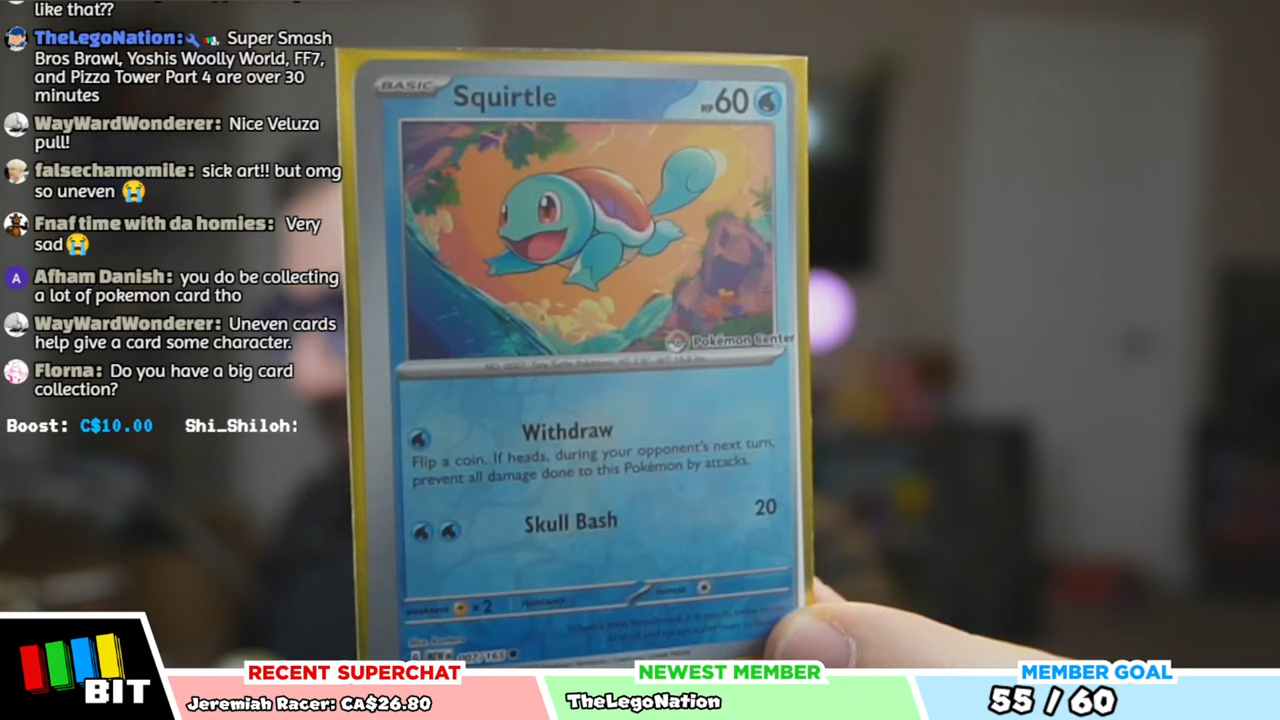 like that??
TheLegoNation: Super Smash
Bros Brawl, Yoshis Woolly World, FF7,
and Pizza Tower Part 4 are over 30
minutes
WayWardWonderer: Nice Veluza
pull!
falsechamomile: sick art!! but omg
so uneven 😭
Fnaf time with da homies: Very
sad😭
A Afham Danish: you do be collecting
a lot of pokemon card tho
WayWardWonderer: Uneven cards
help give a card some character.
Florna: Do you have a big card
collection?
Boost: C$10.00 Shi_Shiloh:
BASIC Squirtle HP60
Pokémon Center
Withdraw
Flip a coin. If heads, during your opponent's next turn,
prevent all damage done to this Pokémon by attacks.
Skull Bash 20
weakness ×2
007/165
BIT
RECENT SUPERCHAT
Jeremiah Racer: CA$26.80
NEWEST MEMBER
TheLegoNation
MEMBER GOAL
55 / 60